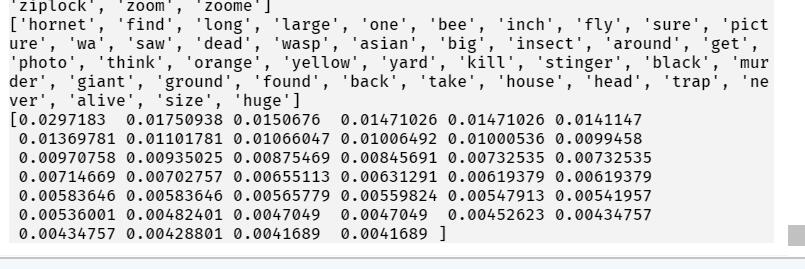 'ziplock', 'zoom', 'zoome']
['hornet', 'find', 'long', 'large', 'one', 'bee', 'inch', 'fly', 'sure', 'pict
ure', 'wa', 'saw', 'dead', 'wasp', 'asian', 'big', 'insect', 'around', 'get',
'photo', 'think', 'orange', 'yellow', 'yard', 'kill', 'stinger', 'black', 'mur
der', 'giant', 'ground', 'found', 'back', 'take', 'house', 'head', 'trap', 'ne
ver', 'alive', 'size', 'huge']
[0.0297183  0.01750938 0.0150676  0.01471026 0.01471026 0.0141147
 0.01369781 0.01101781 0.01066047 0.01006492 0.01000536 0.0099458
 0.00970758 0.00935025 0.00875469 0.00845691 0.00732535 0.00732535
 0.00714669 0.00702757 0.00655113 0.00631291 0.00619379 0.00619379
 0.00583646 0.00583646 0.00565779 0.00559824 0.00547913 0.00541957
 0.00536001 0.00482401 0.0047049  0.0047049  0.00452623 0.00434757
 0.00434757 0.00428801 0.0041689  0.0041689 ]